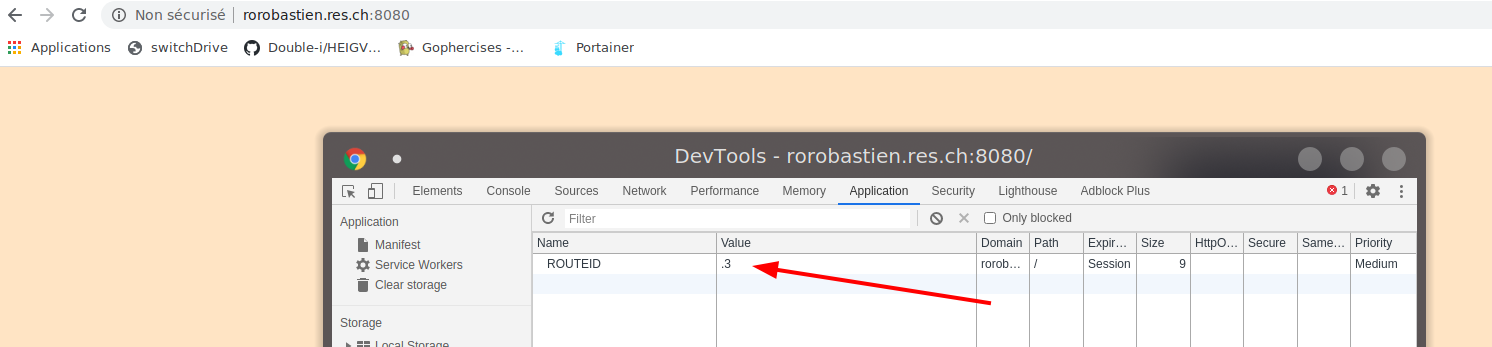 Non sécurisé rorobastien.res.ch:8080
Applications switchDrive Double-i/HEIGV... Gophercises -... Portainer
DevTools - rorobastien.res.ch:8080/
Elements Console Sources Network Performance Memory Application Security Lighthouse Adblock Plus 1
Application
Filter Only blocked
Manifest
Service Workers
Clear storage
Storage
Local Storage
Name Value Domain Path Expir... Size HttpO... Secure Same... Priority
ROUTEID .3 rorob... / Session 9 Medium